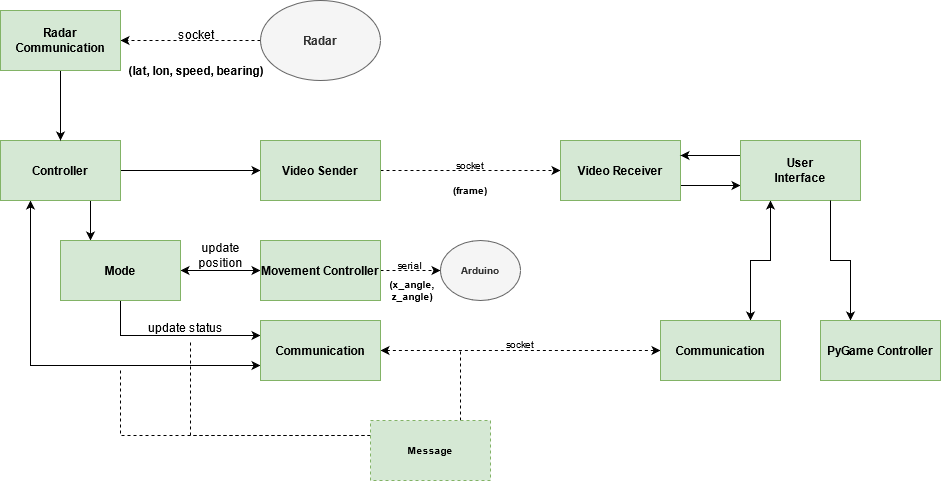 Radar
Communication
socket
Radar
(lat, lon, speed, bearing)
Controller
Video Sender
socket
(frame)
Video Receiver
User
Interface
Mode
update
position
Movement Controller
serial
(x_angle,
z_angle)
Arduino
update status
Communication
socket
Communication
PyGame Controller
Message